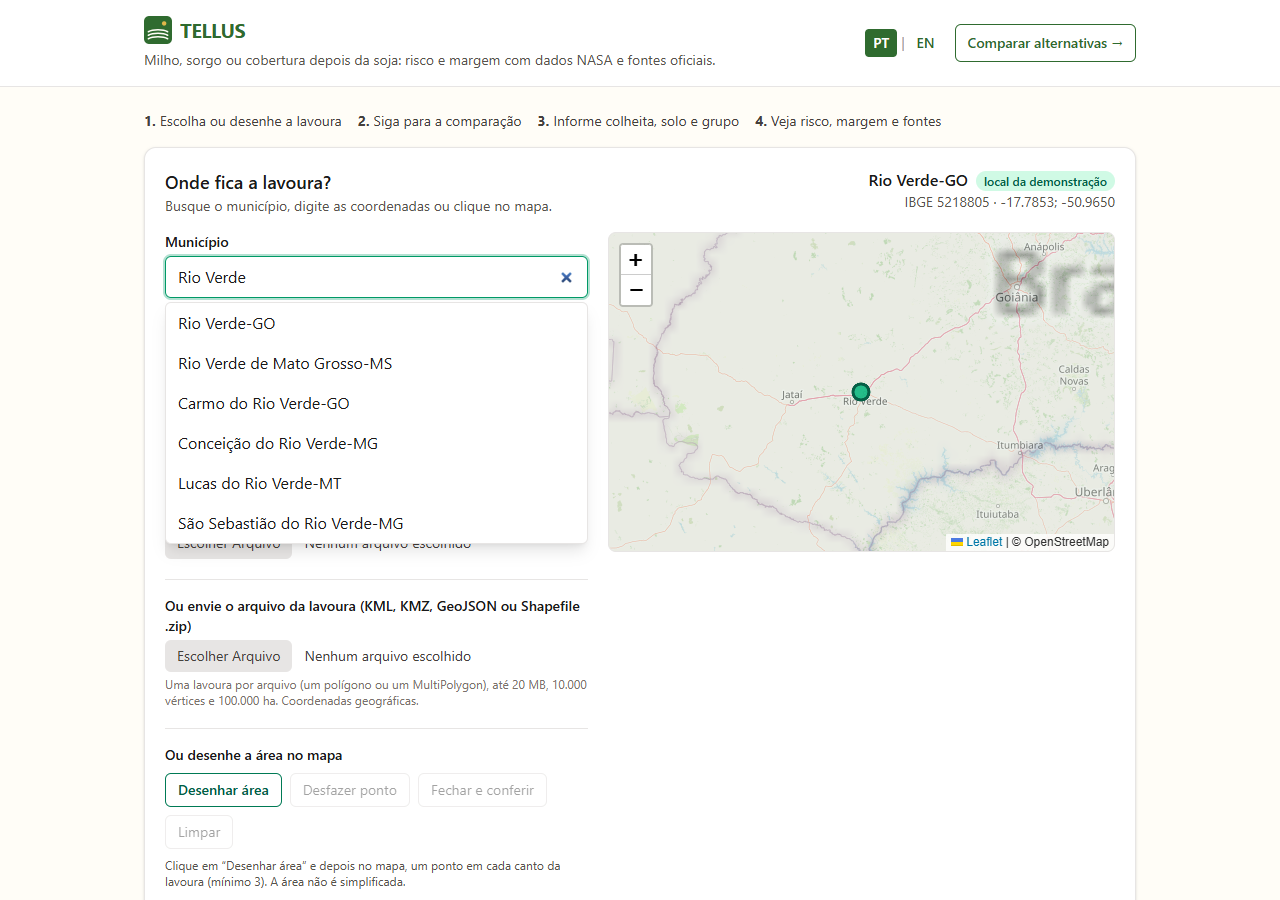 TELLUS
Milho, sorgo ou cobertura depois da soja: risco e margem com dados NASA e fontes oficiais.
PT | EN
Comparar alternativas →
1. Escolha ou desenhe a lavoura 2. Siga para a comparação 3. Informe colheita, solo e grupo 4. Veja risco, margem e fontes
Onde fica a lavoura?
Busque o município, digite as coordenadas ou clique no mapa.
Rio Verde-GO local da demonstração
IBGE 5218805 · -17.7853; -50.9650
Município
Rio Verde
Rio Verde-GO
Rio Verde de Mato Grosso-MS
Carmo do Rio Verde-GO
Conceição do Rio Verde-MG
Lucas do Rio Verde-MT
São Sebastião do Rio Verde-MG
Escolher Arquivo Nenhum arquivo escolhido
Ou envie o arquivo da lavoura (KML, KMZ, GeoJSON ou Shapefile
.zip)
Escolher Arquivo Nenhum arquivo escolhido
Uma lavoura por arquivo (um polígono ou um MultiPolygon), até 20 MB, 10.000
vértices e 100.000 ha. Coordenadas geográficas.
Ou desenhe a área no mapa
Desenhar área Desfazer ponto Fechar e conferir
Limpar
Clique em “Desenhar área” e depois no mapa, um ponto em cada canto da
lavoura (mínimo 3). A área não é simplificada.
+
−
Anápolis
Bra
Goiânia
Caldas
Novas
Jataí
Rio Verde
Itumbiara
Arag
Uberlâ
Ituiutaba
Leaflet | © OpenStreetMap